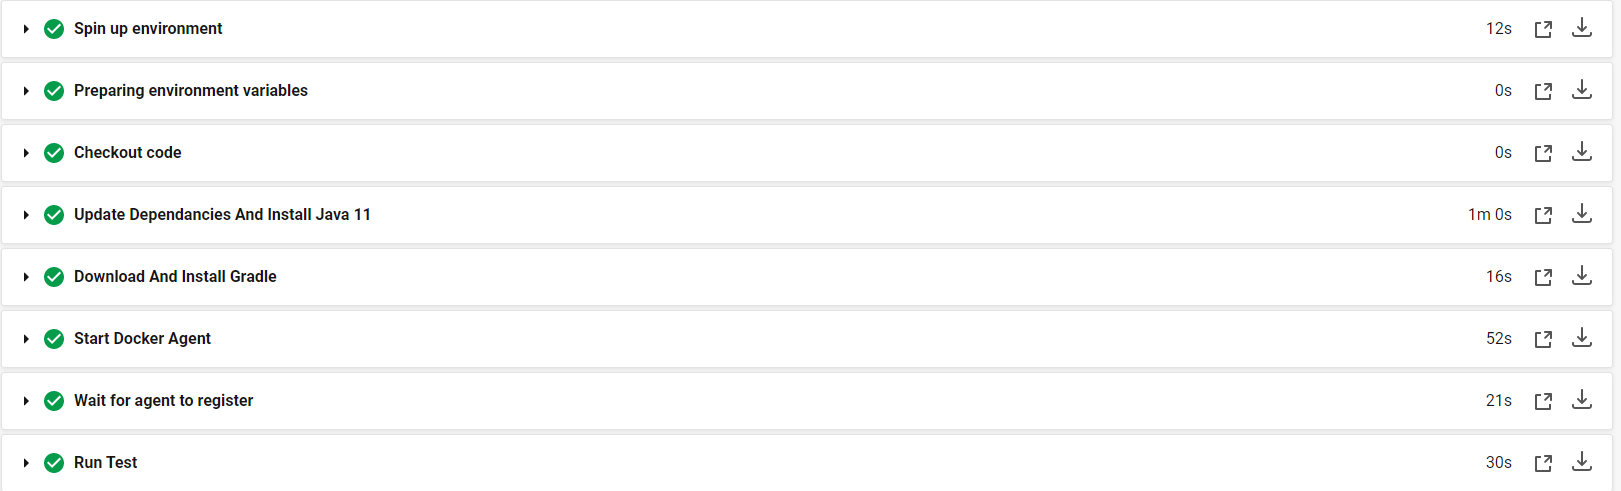 Spin up environment 12s
Preparing environment variables 0s
Checkout code 0s
Update Dependancies And Install Java 11 1m 0s
Download And Install Gradle 16s
Start Docker Agent 52s
Wait for agent to register 21s
Run Test 30s